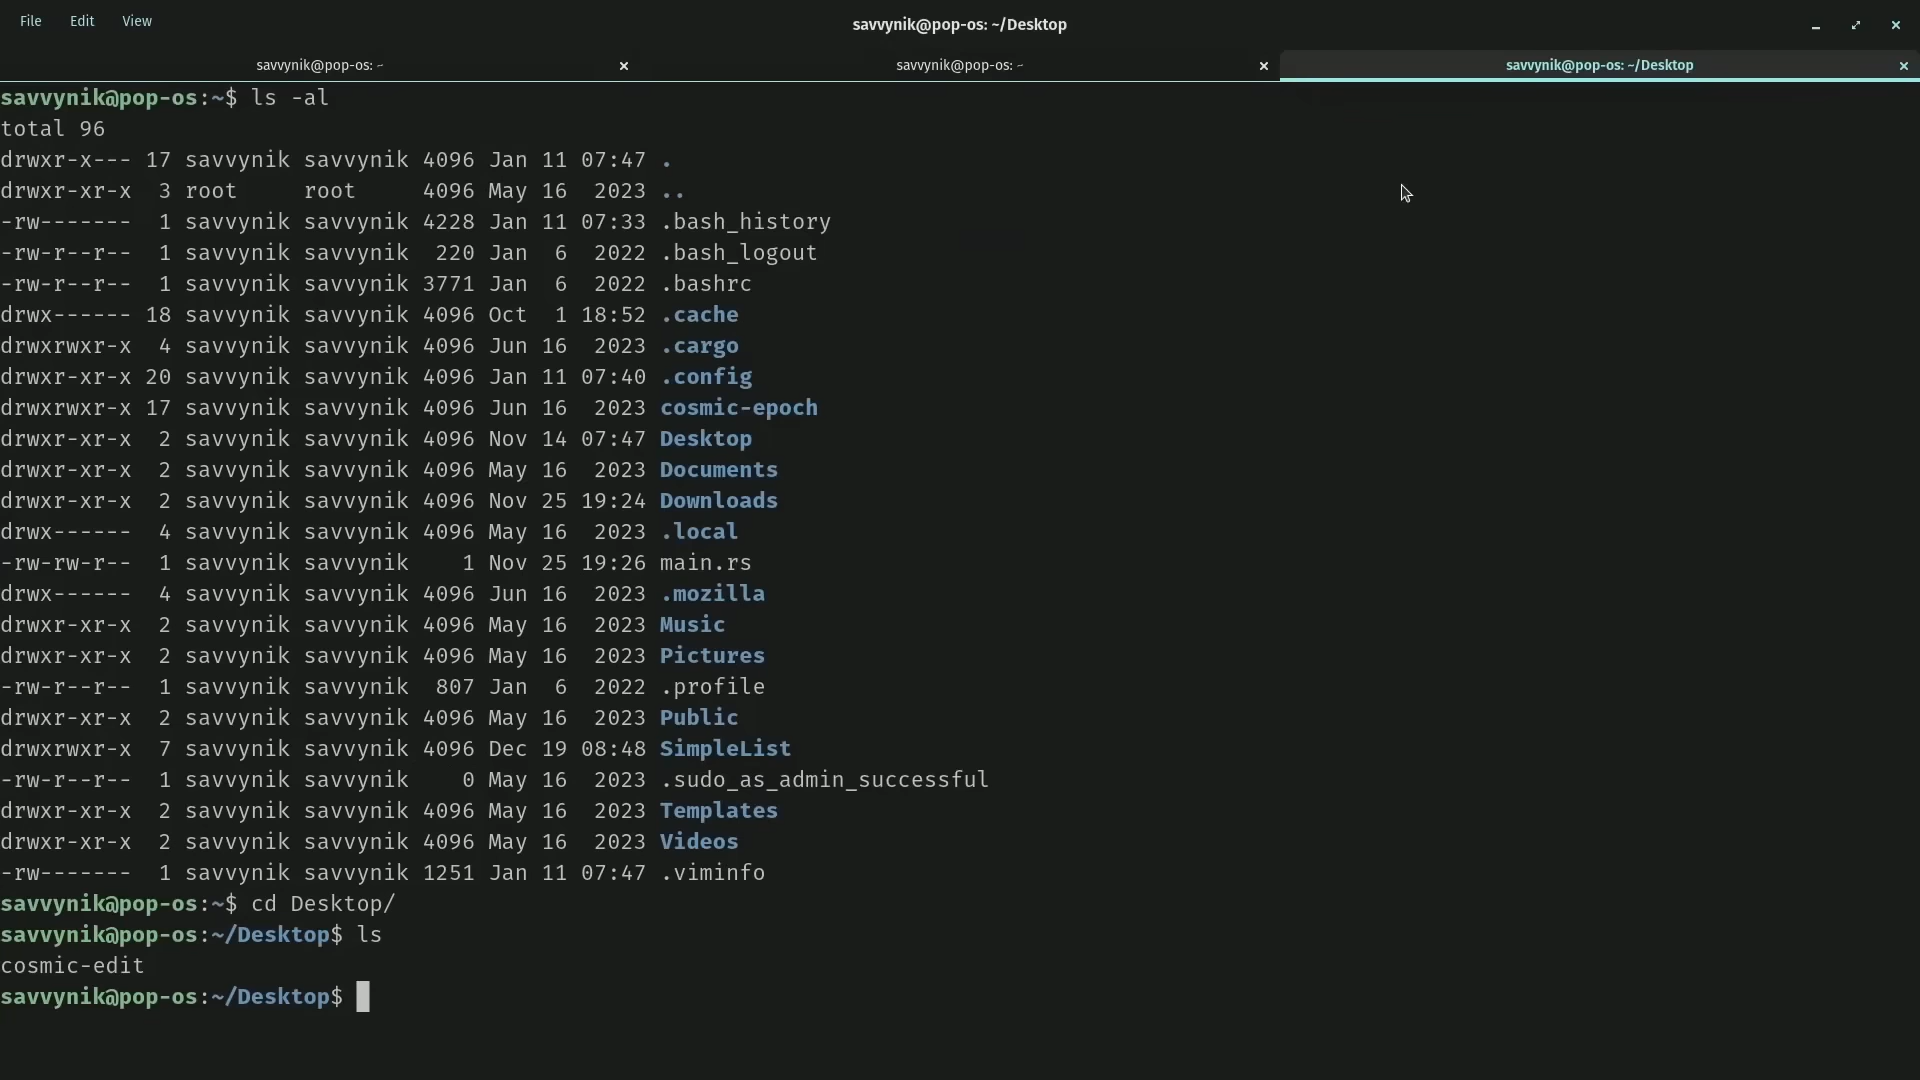 File Edit View
savvynik@pop-os: ~/Desktop
savvynik@pop-os: ~ savvynik@pop-os: ~ savvynik@pop-os: ~/Desktop
savvynik@pop-os:~$ ls -al
total 96
drwxr-x--- 17 savvynik savvynik 4096 Jan 11 07:47 .
drwxr-xr-x  3 root     root     4096 May 16  2023 ..
-rw-------  1 savvynik savvynik 4228 Jan 11 07:33 .bash_history
-rw-r--r--  1 savvynik savvynik  220 Jan  6  2022 .bash_logout
-rw-r--r--  1 savvynik savvynik 3771 Jan  6  2022 .bashrc
drwx------ 18 savvynik savvynik 4096 Oct  1 18:52 .cache
drwxrwxr-x  4 savvynik savvynik 4096 Jun 16  2023 .cargo
drwxr-xr-x 20 savvynik savvynik 4096 Jan 11 07:40 .config
drwxrwxr-x 17 savvynik savvynik 4096 Jun 16  2023 cosmic-epoch
drwxr-xr-x  2 savvynik savvynik 4096 Nov 14 07:47 Desktop
drwxr-xr-x  2 savvynik savvynik 4096 May 16  2023 Documents
drwxr-xr-x  2 savvynik savvynik 4096 Nov 25 19:24 Downloads
drwx------  4 savvynik savvynik 4096 May 16  2023 .local
-rw-rw-r--  1 savvynik savvynik    1 Nov 25 19:26 main.rs
drwx------  4 savvynik savvynik 4096 Jun 16  2023 .mozilla
drwxr-xr-x  2 savvynik savvynik 4096 May 16  2023 Music
drwxr-xr-x  2 savvynik savvynik 4096 May 16  2023 Pictures
-rw-r--r--  1 savvynik savvynik  807 Jan  6  2022 .profile
drwxr-xr-x  2 savvynik savvynik 4096 May 16  2023 Public
drwxrwxr-x  7 savvynik savvynik 4096 Dec 19 08:48 SimpleList
-rw-r--r--  1 savvynik savvynik    0 May 16  2023 .sudo_as_admin_successful
drwxr-xr-x  2 savvynik savvynik 4096 May 16  2023 Templates
drwxr-xr-x  2 savvynik savvynik 4096 May 16  2023 Videos
-rw-------  1 savvynik savvynik 1251 Jan 11 07:47 .viminfo
savvynik@pop-os:~$ cd Desktop/
savvynik@pop-os:~/Desktop$ ls
cosmic-edit
savvynik@pop-os:~/Desktop$